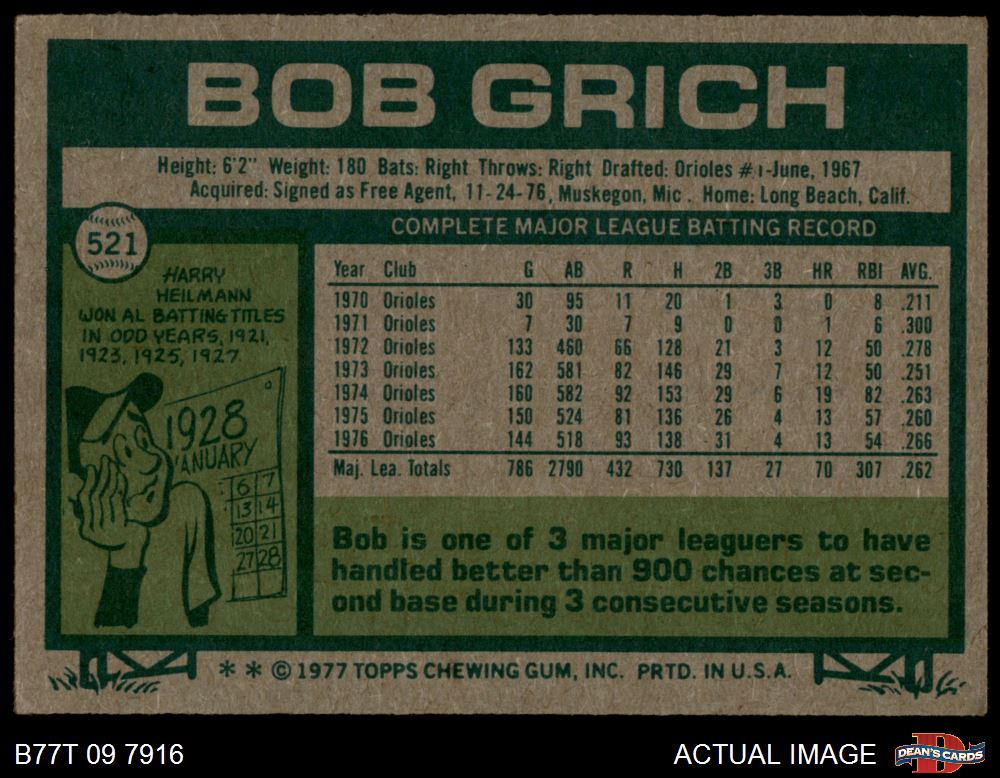 BOB GRICH
Height: 6'2" Weight: 180 Bats: Right Throws: Right Drafted: Orioles #1-June, 1967
Acquired: Signed as Free Agent, 11-24-76, Muskegon, Mic. Home: Long Beach, Calif.
521
COMPLETE MAJOR LEAGUE BATTING RECORD
HARRY
HEILMANN
WON AL BATTING TITLES
IN ODD YEARS, 1921,
1923, 1925, 1927.
1928
'ANUARY
6 7
13 14
20 21
27 28
Year Club G AB R H 2B 3B HR RBI AVG.
1970 Orioles 30 95 11 20 1 3 0 8 .211
1971 Orioles 7 30 7 9 0 0 1 6 .300
1972 Orioles 133 460 66 128 21 3 12 50 .278
1973 Orioles 162 581 82 146 29 7 12 50 .251
1974 Orioles 160 582 92 153 29 6 19 82 .263
1975 Orioles 150 524 81 136 26 4 13 57 .260
1976 Orioles 144 518 93 138 31 4 13 54 .266
Maj. Lea. Totals 786 2790 432 730 137 27 70 307 .262
Bob is one of 3 major leaguers to have
handled better than 900 chances at sec-
ond base during 3 consecutive seasons.
* * © 1977 TOPPS CHEWING GUM, INC. PRTD. IN U.S.A.
B77T 09 7916
ACTUAL IMAGE
DEAN'S CARDS